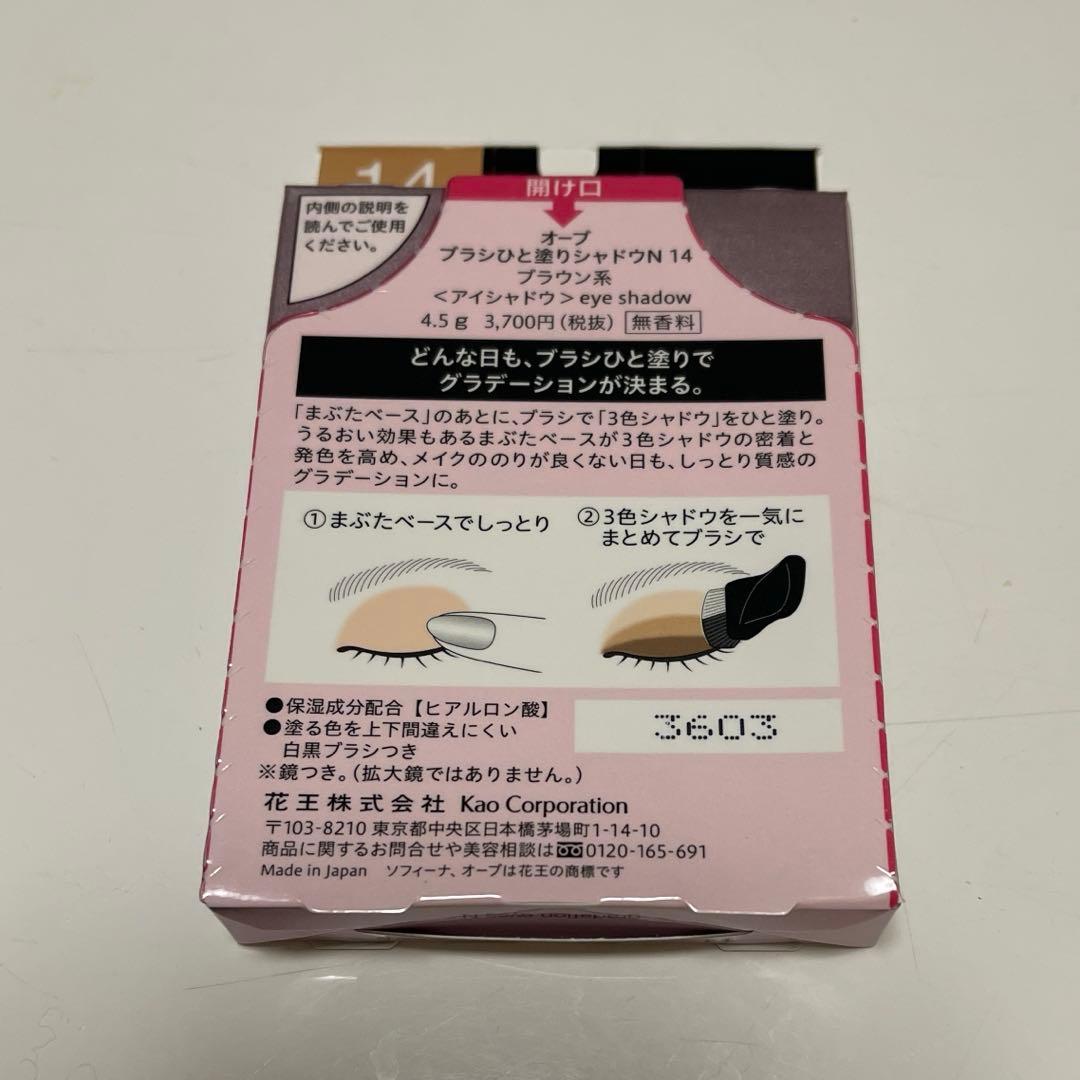 14
開け口
内側の説明を
読んでご使用
ください。
オーブ
ブラシひと塗りシャドウN 14
ブラウン系
＜アイシャドウ＞eye shadow
4.5ｇ 3,700円（税抜） 無香料
どんな日も、ブラシひと塗りで
グラデーションが決まる。
「まぶたベース」のあとに、ブラシで「3色シャドウ」をひと塗り。
うるおい効果もあるまぶたベースが3色シャドウの密着と
発色を高め、メイクののりが良くない日も、しっとり質感の
グラデーションに。
①まぶたベースでしっとり
②3色シャドウを一気に
まとめてブラシで
●保湿成分配合【ヒアルロン酸】
●塗る色を上下間違えにくい
白黒ブラシつき
※鏡つき。（拡大鏡ではありません。）
3603
花王株式会社 Kao Corporation
〒103-8210 東京都中央区日本橋茅場町1-14-10
商品に関するお問合せや美容相談は 0120-165-691
Made in Japan ソフィーナ、オーブは花王の商標です
gradation eyes N